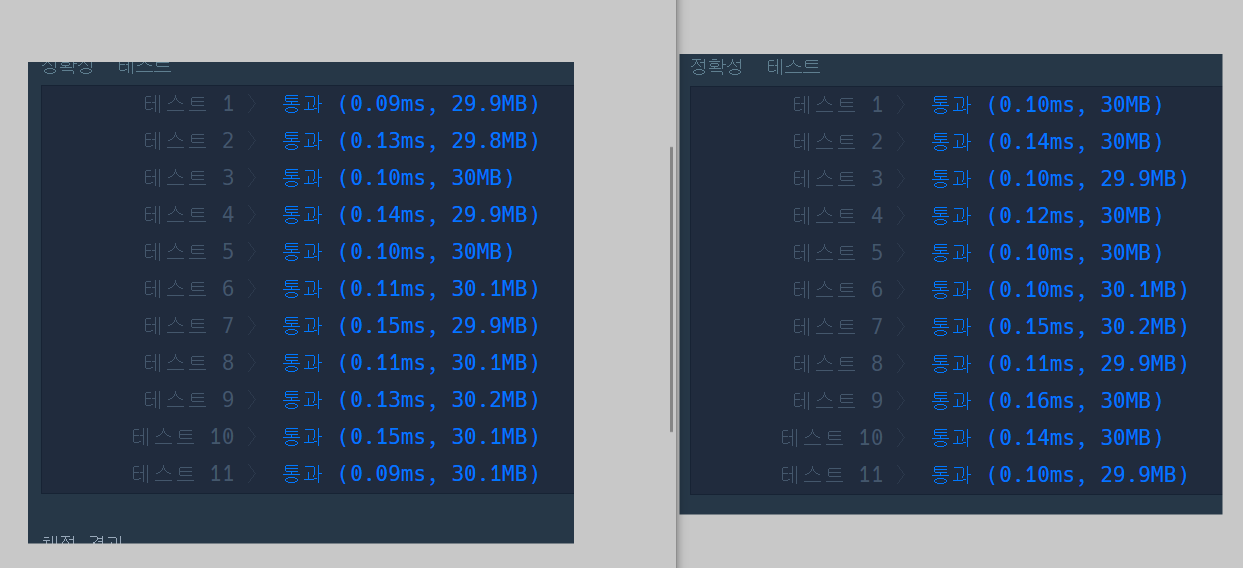 정확성 테스트
테스트 1 〉 통과 (0.09ms, 29.9MB)
테스트 2 〉 통과 (0.13ms, 29.8MB)
테스트 3 〉 통과 (0.10ms, 30MB)
테스트 4 〉 통과 (0.14ms, 29.9MB)
테스트 5 〉 통과 (0.10ms, 30MB)
테스트 6 〉 통과 (0.11ms, 30.1MB)
테스트 7 〉 통과 (0.15ms, 29.9MB)
테스트 8 〉 통과 (0.11ms, 30.1MB)
테스트 9 〉 통과 (0.13ms, 30.2MB)
테스트 10 〉 통과 (0.15ms, 30.1MB)
테스트 11 〉 통과 (0.09ms, 30.1MB)
채점 결과
정확성 테스트
테스트 1 〉 통과 (0.10ms, 30MB)
테스트 2 〉 통과 (0.14ms, 30MB)
테스트 3 〉 통과 (0.10ms, 29.9MB)
테스트 4 〉 통과 (0.12ms, 30MB)
테스트 5 〉 통과 (0.10ms, 30MB)
테스트 6 〉 통과 (0.10ms, 30.1MB)
테스트 7 〉 통과 (0.15ms, 30.2MB)
테스트 8 〉 통과 (0.11ms, 29.9MB)
테스트 9 〉 통과 (0.16ms, 30MB)
테스트 10 〉 통과 (0.14ms, 30MB)
테스트 11 〉 통과 (0.10ms, 29.9MB)